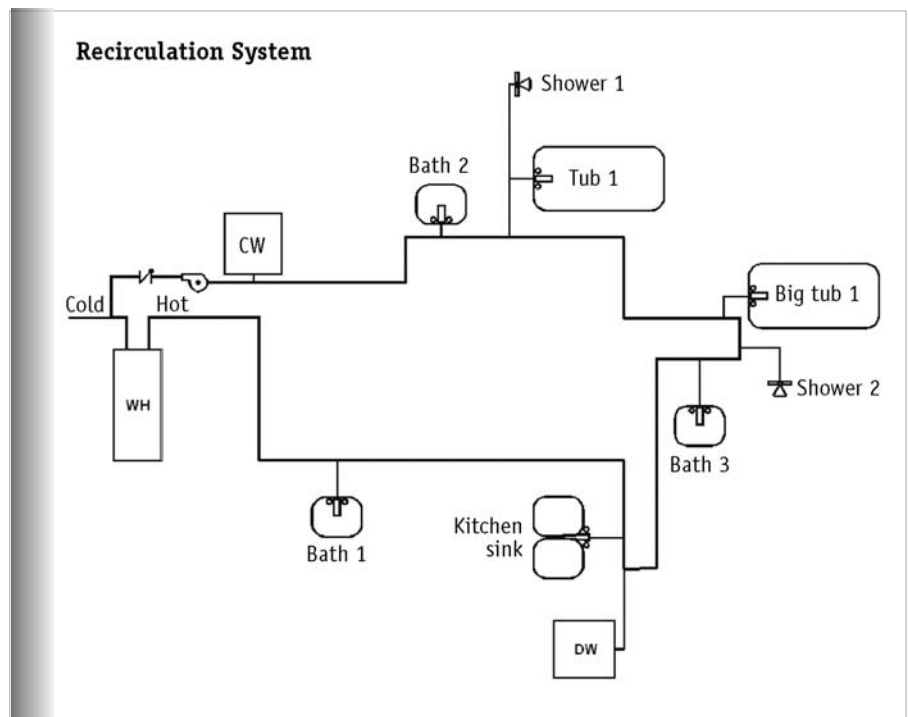 Recirculation System
Shower 1
Bath 2
Tub 1
CW
Cold
Hot
Big tub 1
WH
Shower 2
Bath 3
Kitchen
sink
Bath 1
DW